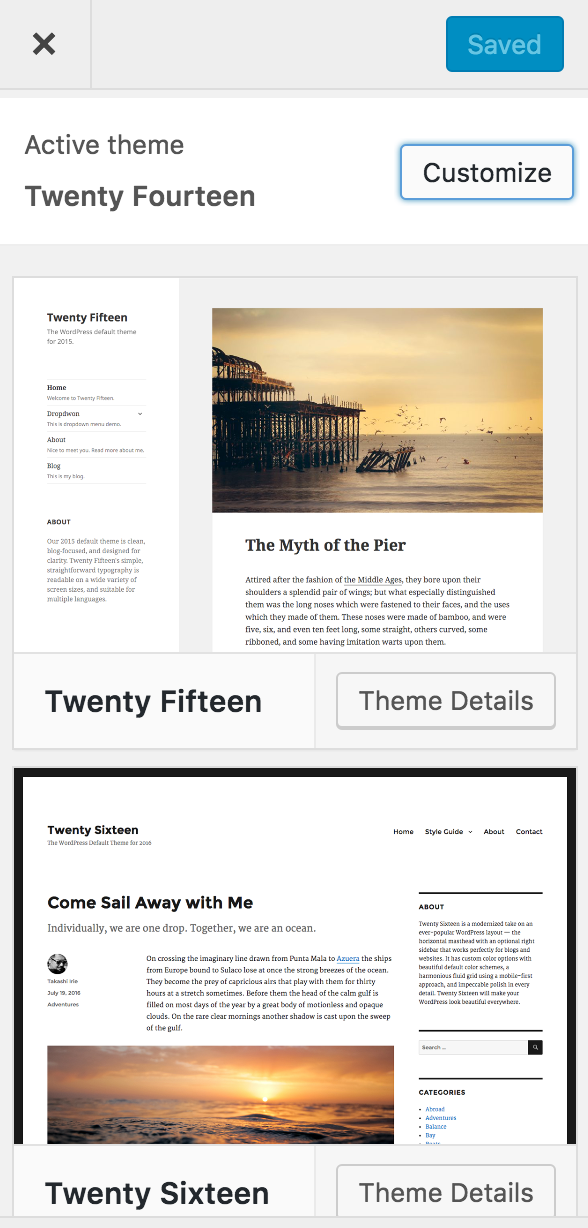 Saved
Active theme
Twenty Fourteen
Customize
Twenty Fifteen
The WordPress default theme
for 2015.
Home
Welcome to Twenty Fifteen
Dropdwon
This is dropdown menu demo.
About
Nice to meet you. Read more about me.
Blog
This is my blog.
ABOUT
Our 2015 default theme is clean,
blog-focused, and designed for
clarity. Twenty Fifteen's simple,
straightforward typography is
readable on a wide variety of
screen sizes, and suitable for
multiple languages.
The Myth of the Pier
Attired after the fashion of the Middle Ages, they bore upon their
shoulders a splendid pair of wings; but what especially distinguished
them was the long noses which were fastened to their faces, and the uses
which they made of them. These noses were made of bamboo, and were
five, six, and even ten feet long, some straight, others curved, some
ribboned, and some having imitation warts upon them.
Twenty Fifteen
Theme Details
Twenty Sixteen
The WordPress Default Theme for 2016
Home Style Guide About Contact
Come Sail Away with Me
Individually, we are one drop. Together, we are an ocean.
Takashi Irie
July 19, 2016
Adventures
On crossing the imaginary line drawn from Punta Mala to Azuera the ships
from Europe bound to Sulaco lose at once the strong breezes of the ocean.
They become the prey of capricious airs that play with them for thirty
hours at a stretch sometimes. Before them the head of the calm gulf is
filled on most days of the year by a great body of motionless and opaque
clouds. On the rare clear mornings another shadow is cast upon the sweep
of the gulf.
ABOUT
Twenty Sixteen is a modernized take on an
ever-popular WordPress layout — the
horizontal masthead with an optional right
sidebar that works perfectly for blogs and
websites. It has custom color options with
beautiful default color schemes, a
harmonious fluid grid using a mobile-first
approach, and impeccable polish in every
detail. Twenty Sixteen will make your
WordPress look beautiful everywhere.
Search …
CATEGORIES
Abroad
Adventures
Balance
Bay
Twenty Sixteen
Theme Details